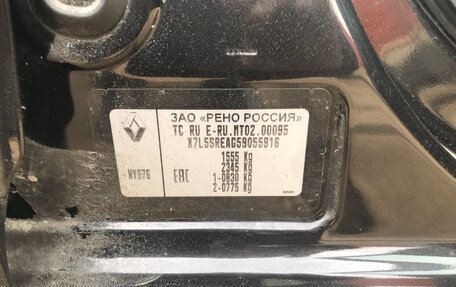 ЗАО «РЕНО РОССИЯ»
TC RU E-RU.MT02.00095
X7L5SREAG59055916
1555 Kg
2345 Kg
NV676 EAC 1-0830 Kg
2-0775 Kg